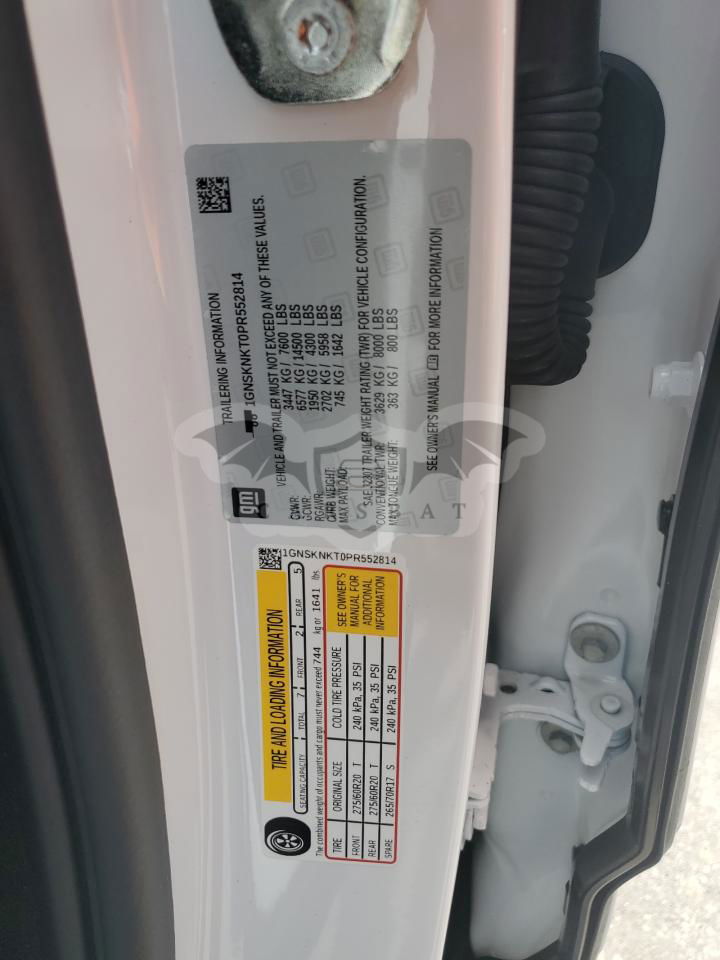 TRAILERING INFORMATION
1GNSKNKT0PR552814
VEHICLE AND TRAILER MUST NOT EXCEED ANY OF THESE VALUES.
GVWR: 3447 KG / 7600 LBS
GCWR: 6577 KG / 14500 LBS
RGAWR: 1950 KG / 4300 LBS
CURB WEIGHT: 2702 KG / 5958 LBS
MAX PAYLOAD: 745 KG / 1642 LBS
SAE J2807 TRAILER WEIGHT RATING (TWR) FOR VEHICLE CONFIGURATION.
CONVENTIONAL TWR: 3629 KG / 8000 LBS
MAX TONGUE WEIGHT: 363 KG / 800 LBS
SEE OWNER'S MANUAL FOR MORE INFORMATION
gm
TIRE AND LOADING INFORMATION
1GNSKNKT0PR552814
SEATING CAPACITY TOTAL 7 FRONT 2 REAR 5
The combined weight of occupants and cargo must never exceed 744 kg or 1641 lbs.
TIRE ORIGINAL SIZE COLD TIRE PRESSURE
FRONT 275/60R20 T 240 kPa, 35 PSI
REAR 275/60R20 T 240 kPa, 35 PSI
SPARE 265/70R17 S 240 kPa, 35 PSI
SEE OWNER'S
MANUAL FOR
ADDITIONAL
INFORMATION